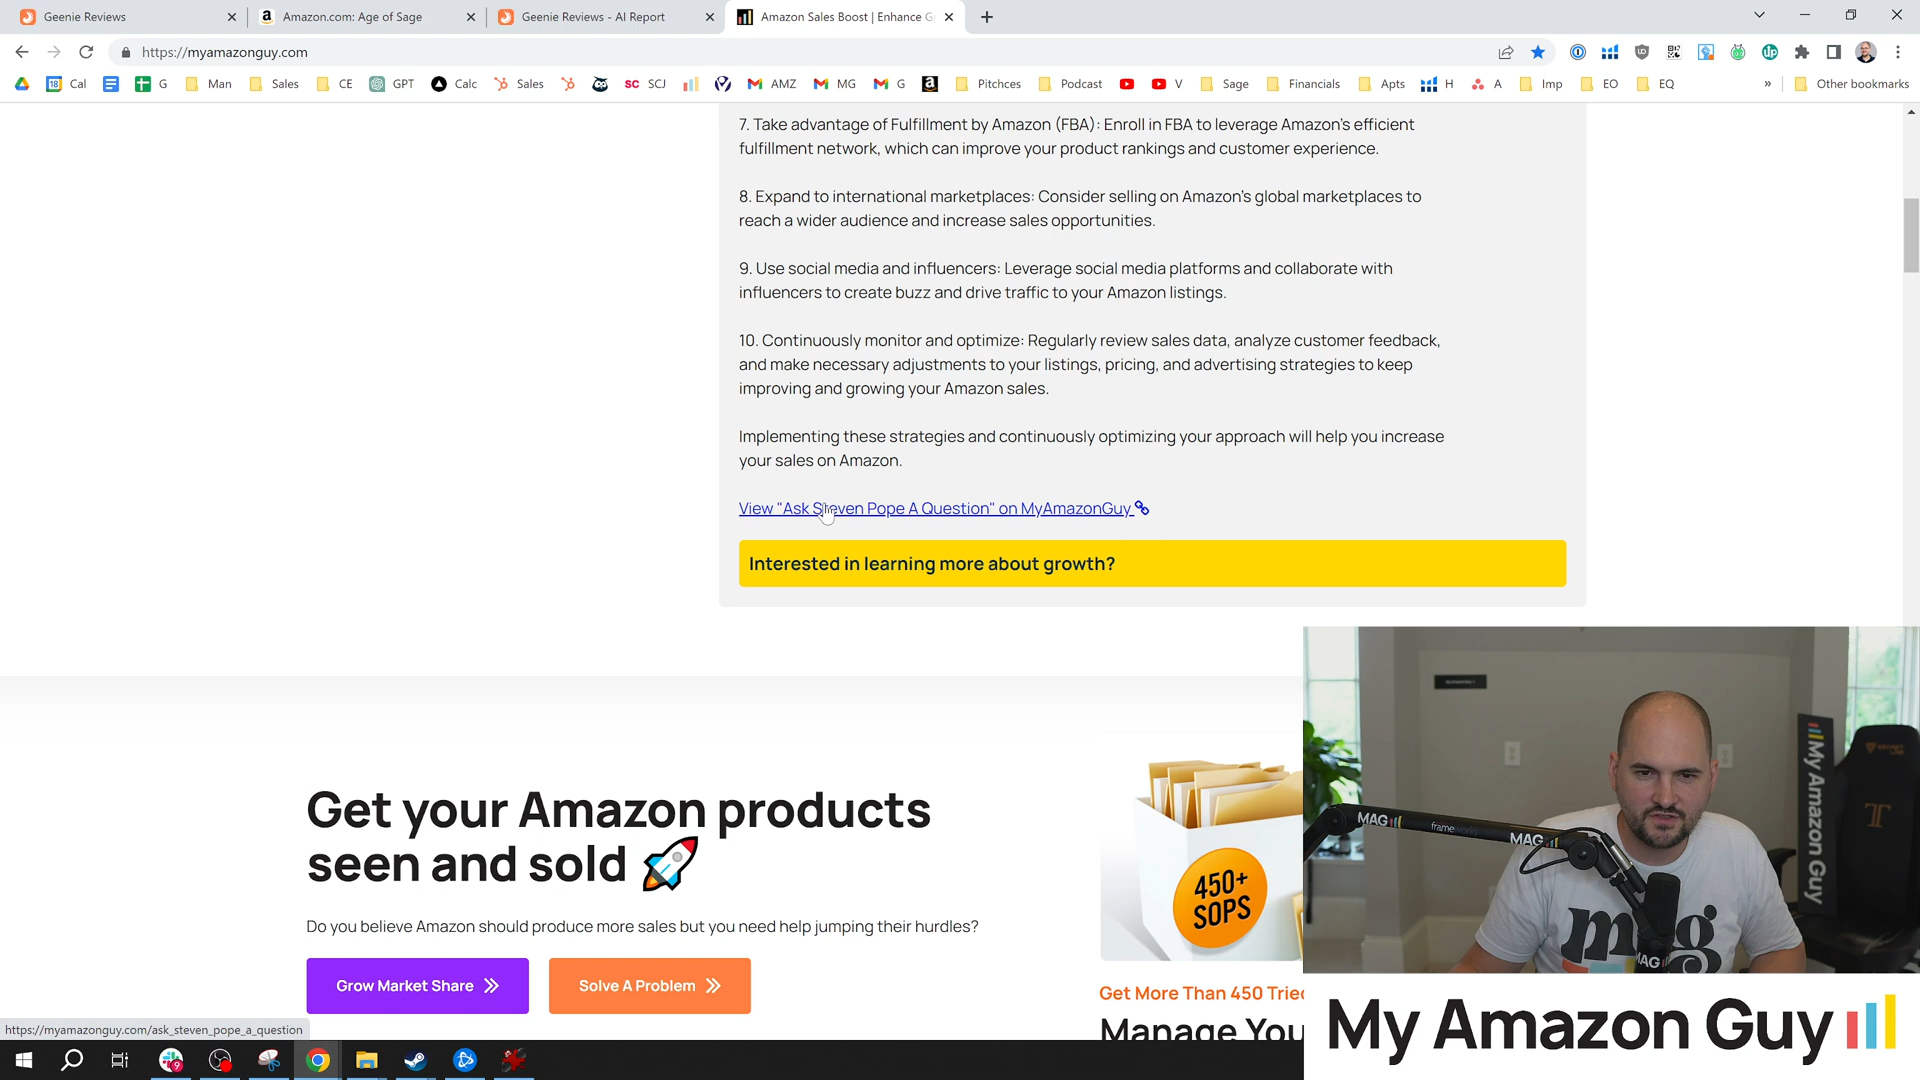 Geenie Reviews
Amazon.com: Age of Sage
Geenie Reviews - AI Report
Amazon Sales Boost | Enhance G
https://myamazonguy.com
Cal
G
Man
Sales
CE
GPT
Calc
Sales
SC SCJ
AMZ
MG
G
Pitchces
Podcast
V
Sage
Financials
Apts
H
A
Imp
EO
EQ
»
Other bookmarks
7. Take advantage of Fulfillment by Amazon (FBA): Enroll in FBA to leverage Amazon's efficient
fulfillment network, which can improve your product rankings and customer experience.
8. Expand to international marketplaces: Consider selling on Amazon's global marketplaces to
reach a wider audience and increase sales opportunities.
9. Use social media and influencers: Leverage social media platforms and collaborate with
influencers to create buzz and drive traffic to your Amazon listings.
10. Continuously monitor and optimize: Regularly review sales data, analyze customer feedback,
and make necessary adjustments to your listings, pricing, and advertising strategies to keep
improving and growing your Amazon sales.
Implementing these strategies and continuously optimizing your approach will help you increase
your sales on Amazon.
View "Ask Steven Pope A Question" on MyAmazonGuy
Interested in learning more about growth?
Get your Amazon products
seen and sold 🚀
Do you believe Amazon should produce more sales but you need help jumping their hurdles?
Grow Market Share
Solve A Problem
450+
SOPS
Get More Than 450 Tried
Manage You
https://myamazonguy.com/ask_steven_pope_a_question
MAG
frameworks
MAG
My Amazon Guy
mag
MAG
My Amazon Guy